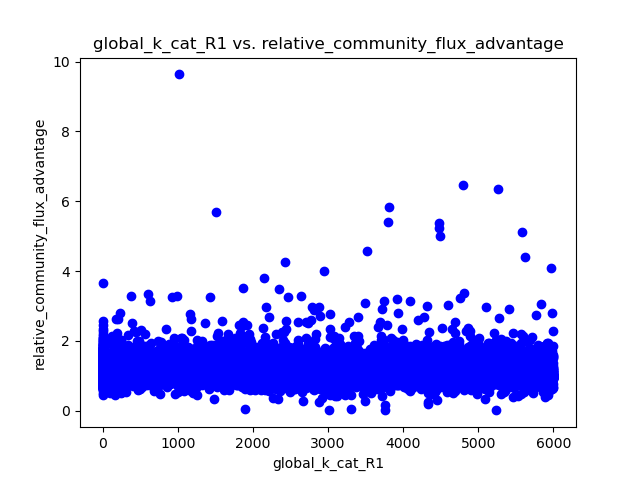 global_k_cat_R1 vs. relative_community_flux_advantage
relative_community_flux_advantage
10
8
6
4
2
0
0 1000 2000 3000 4000 5000 6000
global_k_cat_R1